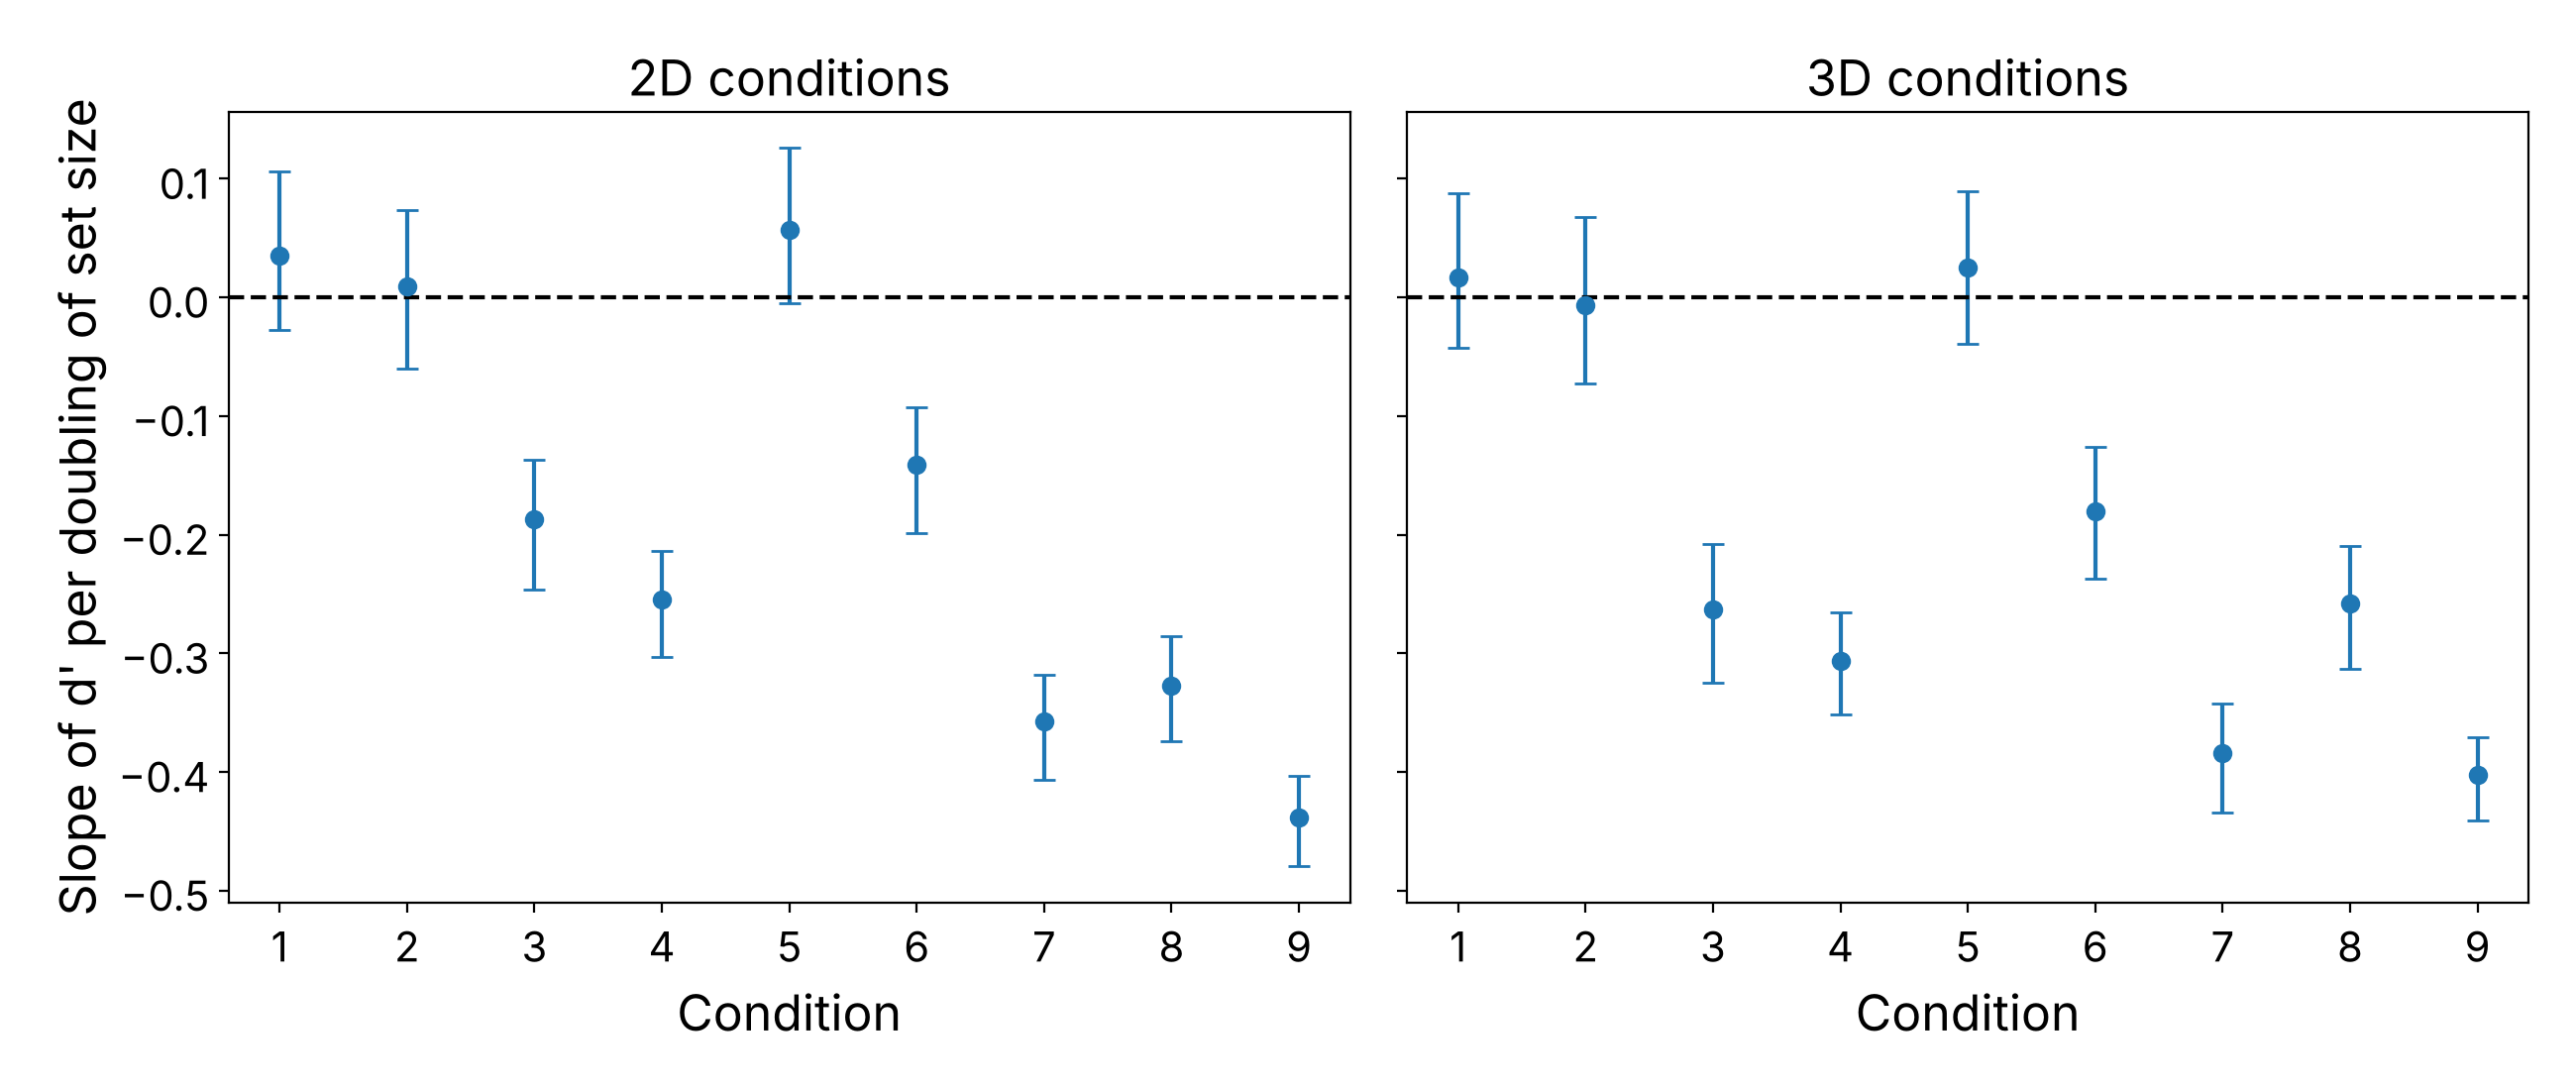 2D conditions
3D conditions
Slope of d' per doubling of set size
0.1
0.0
−0.1
−0.2
−0.3
−0.4
−0.5
1 2 3 4 5 6 7 8 9
1 2 3 4 5 6 7 8 9
Condition
Condition